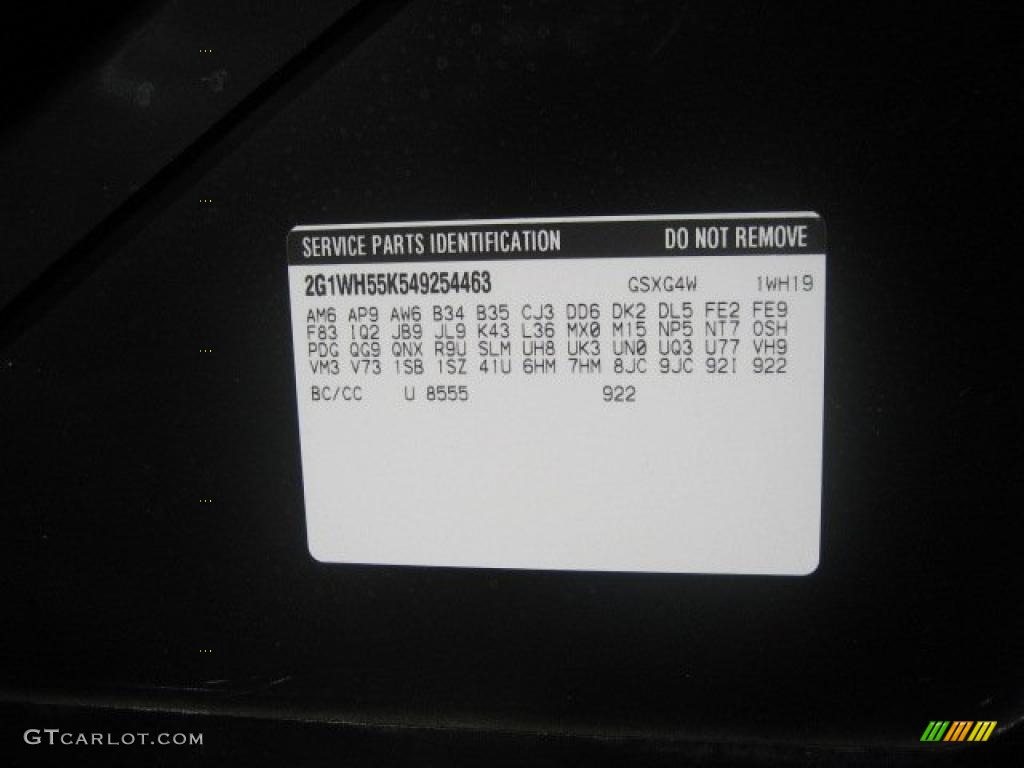 SERVICE PARTS IDENTIFICATION DO NOT REMOVE
2G1WH55K549254463 GSXG4W 1WH19
AM6 AP9 AW6 B34 B35 CJ3 DD6 DK2 DL5 FE2 FE9
F83 IQ2 JB9 JL9 K43 L36 MX0 M15 NP5 NT7 OSH
PDG QG9 QNX R9U SLM UH8 UK3 UN0 UQ3 U77 VH9
VM3 V73 1SB 1SZ 41U 6HM 7HM 8JC 9JC 92I 922
BC/CC U 8555 922
GTCARLOT.COM